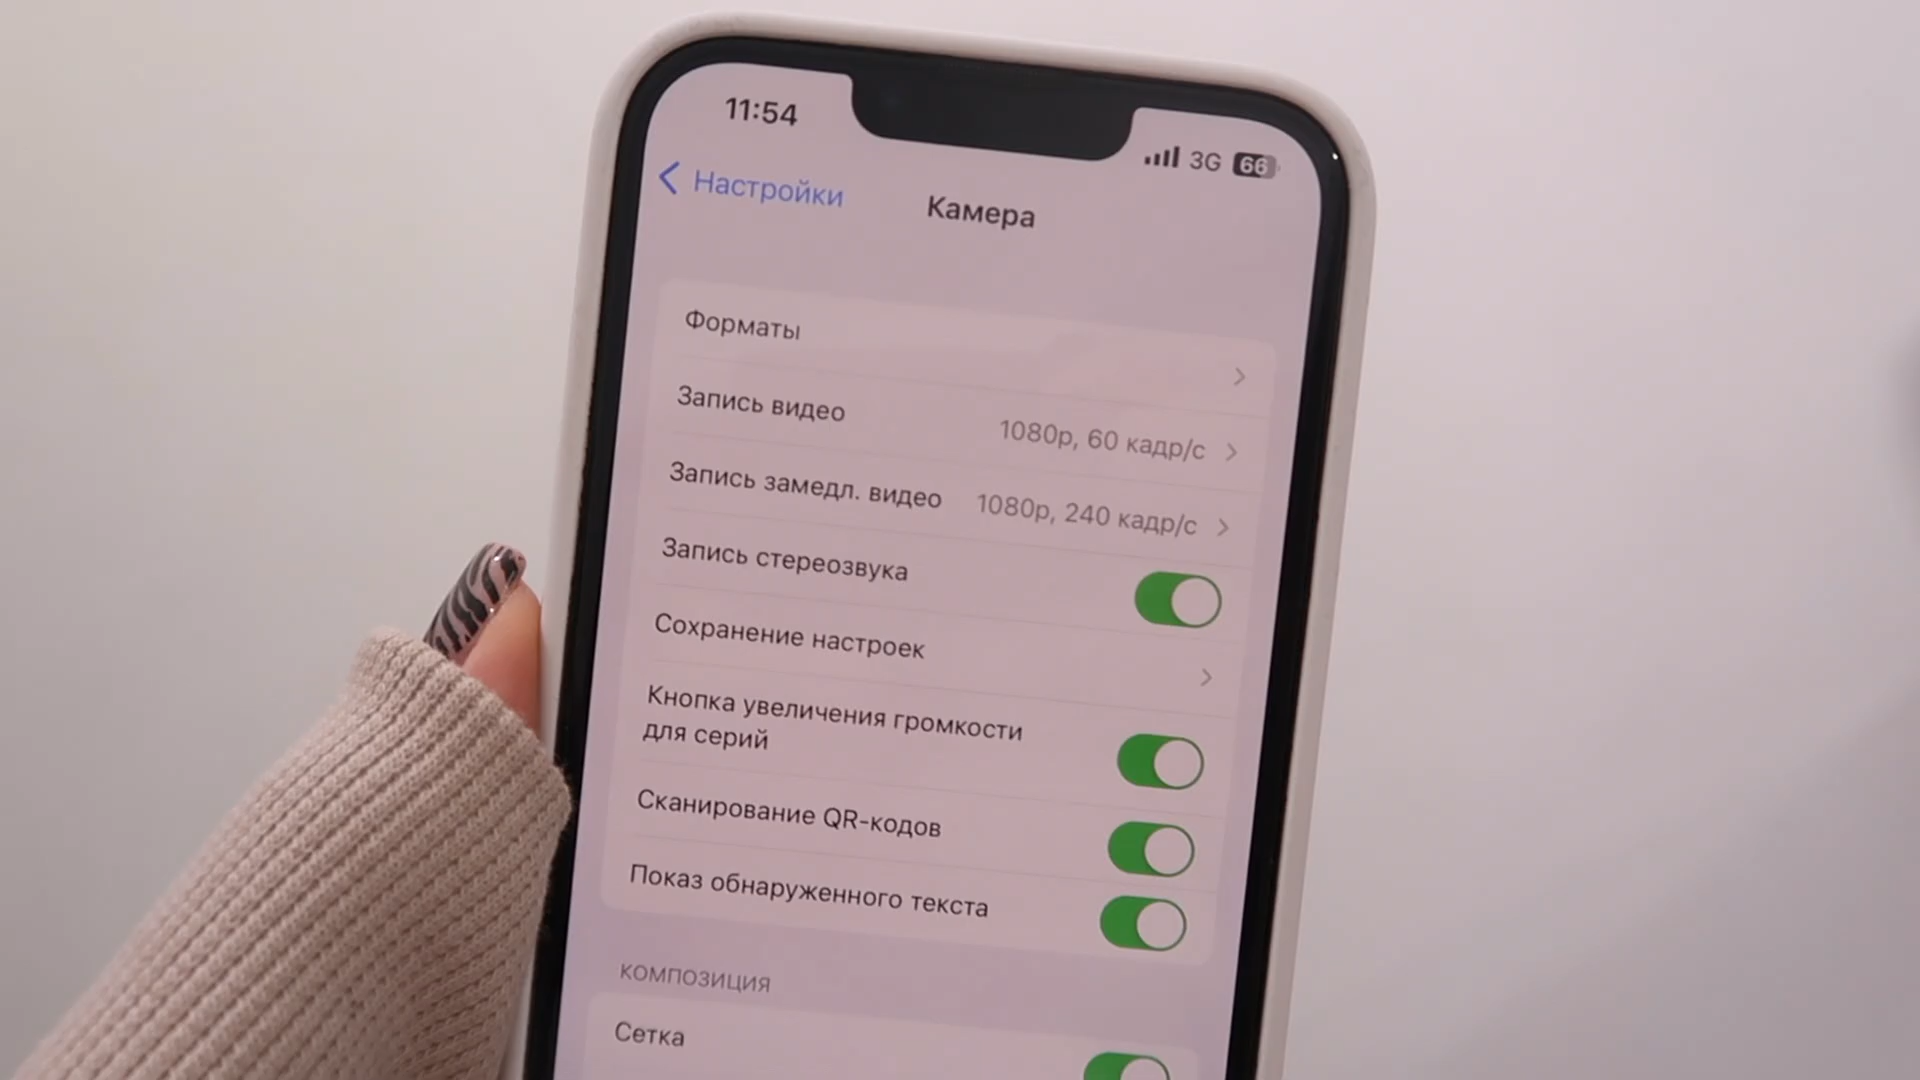 11:54
3G 66
Настройки
Камера
Форматы
Запись видео 1080p, 60 кадр/с
Запись замедл. видео 1080p, 240 кадр/с
Запись стереозвука
Сохранение настроек
Кнопка увеличения громкости
для серий
Сканирование QR-кодов
Показ обнаруженного текста
КОМПОЗИЦИЯ
Сетка